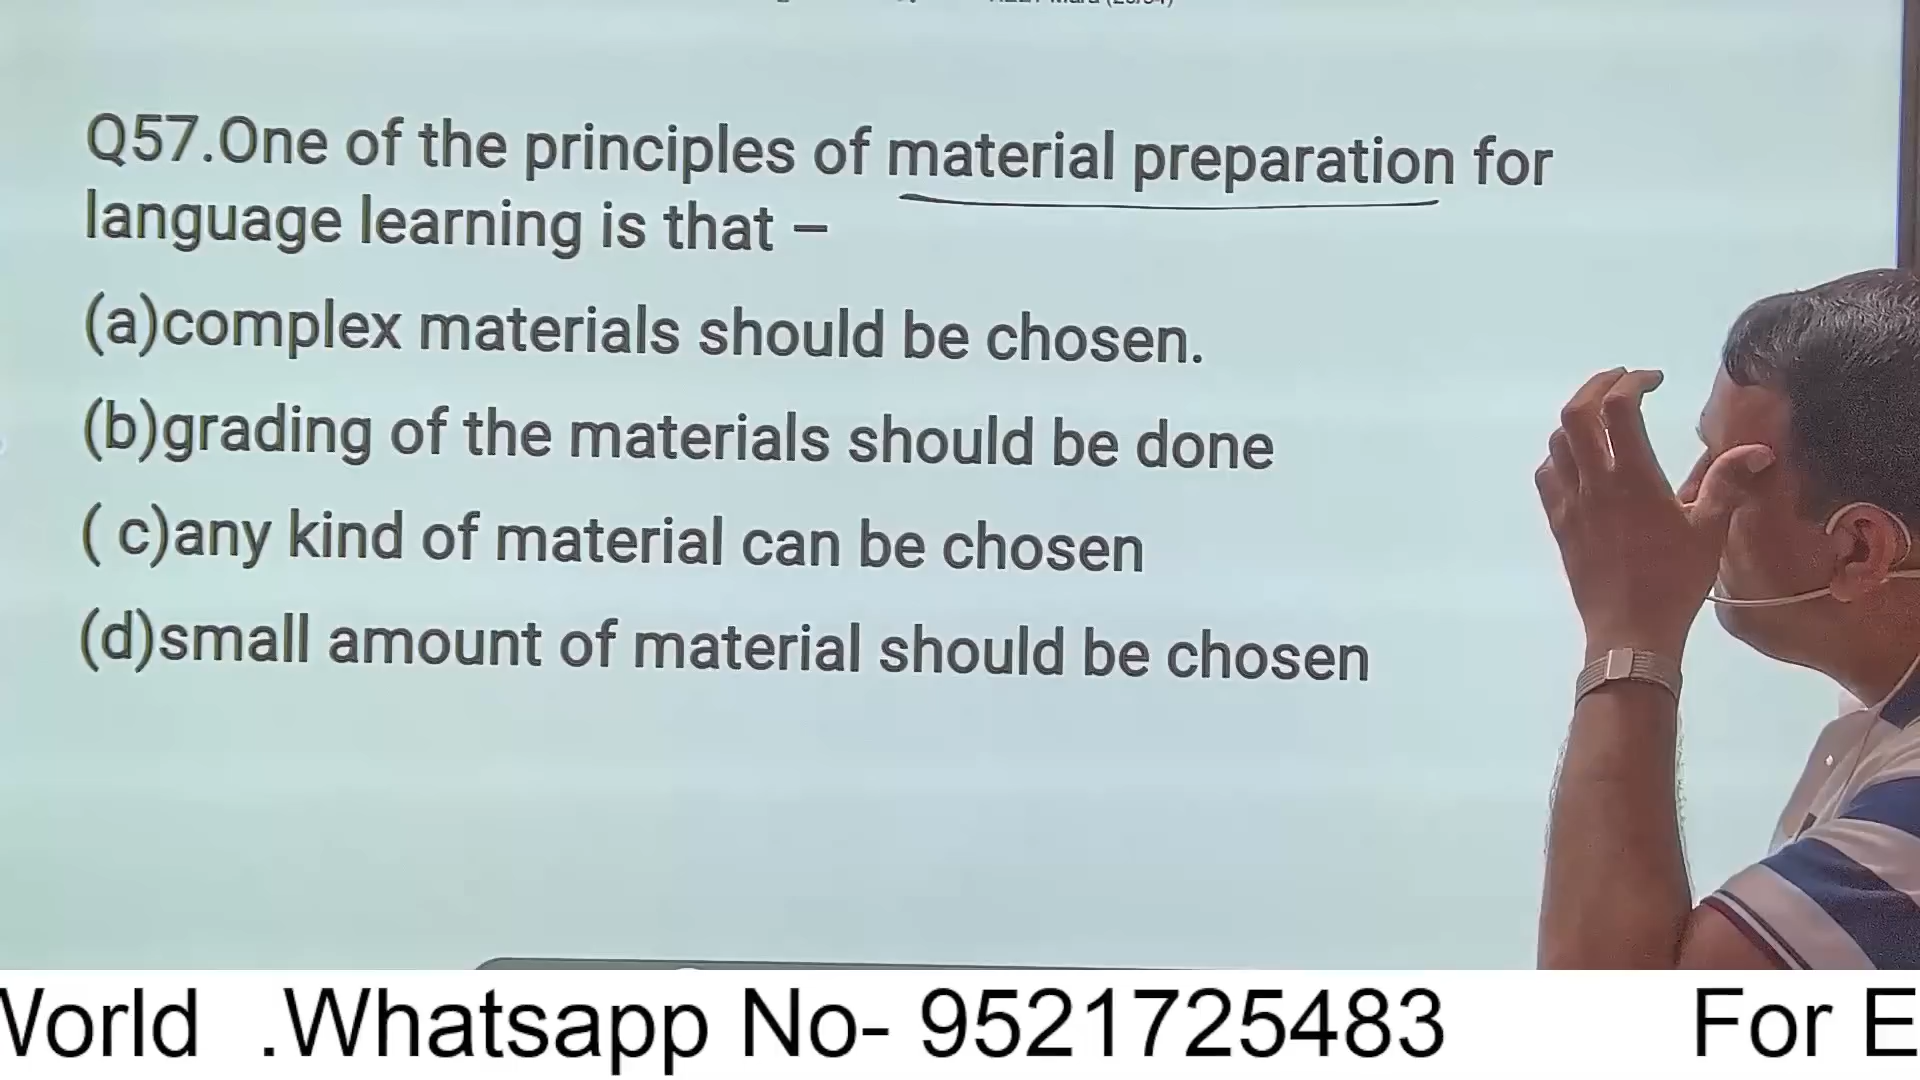 Q57.One of the principles of material preparation for
language learning is that –
(a)complex materials should be chosen.
(b)grading of the materials should be done
( c)any kind of material can be chosen
(d)small amount of material should be chosen
World .Whatsapp No- 9521725483 For E